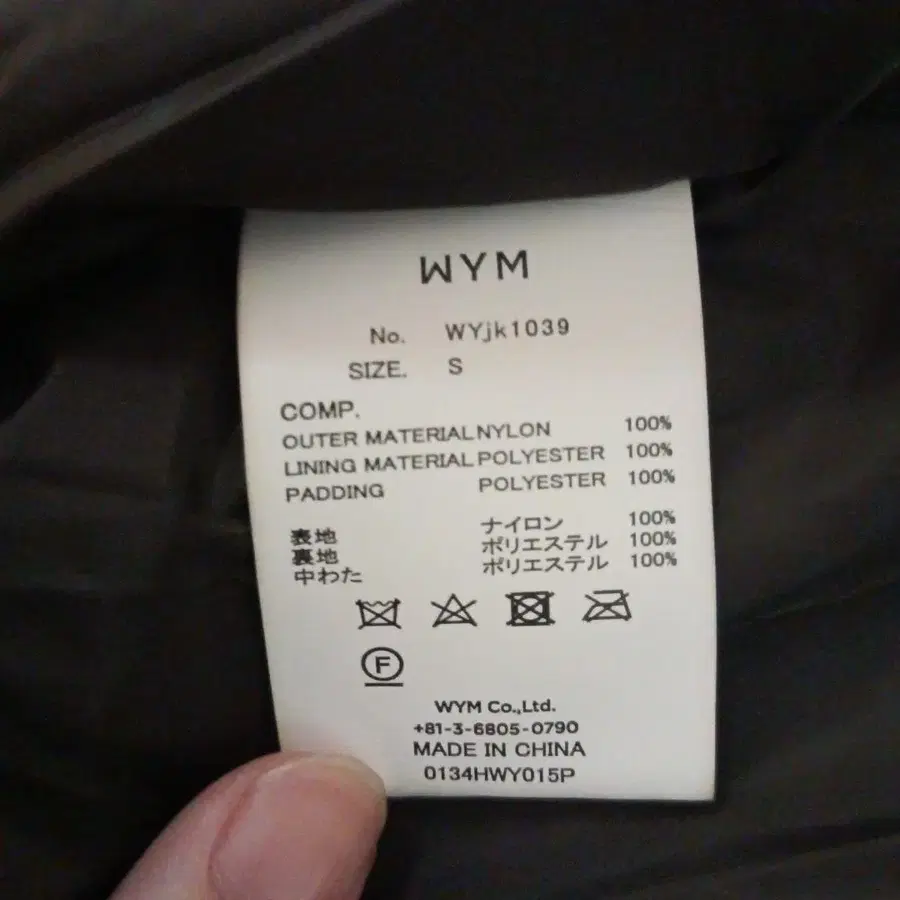 WYM
No. WYjk1039
SIZE. S
COMP.
OUTER MATERIAL NYLON 100%
LINING MATERIAL POLYESTER 100%
PADDING POLYESTER 100%
表地 ナイロン 100%
裏地 ポリエステル 100%
中わた ポリエステル 100%
F
WYM Co.,Ltd.
+81-3-6805-0790
MADE IN CHINA
0134HWY015P